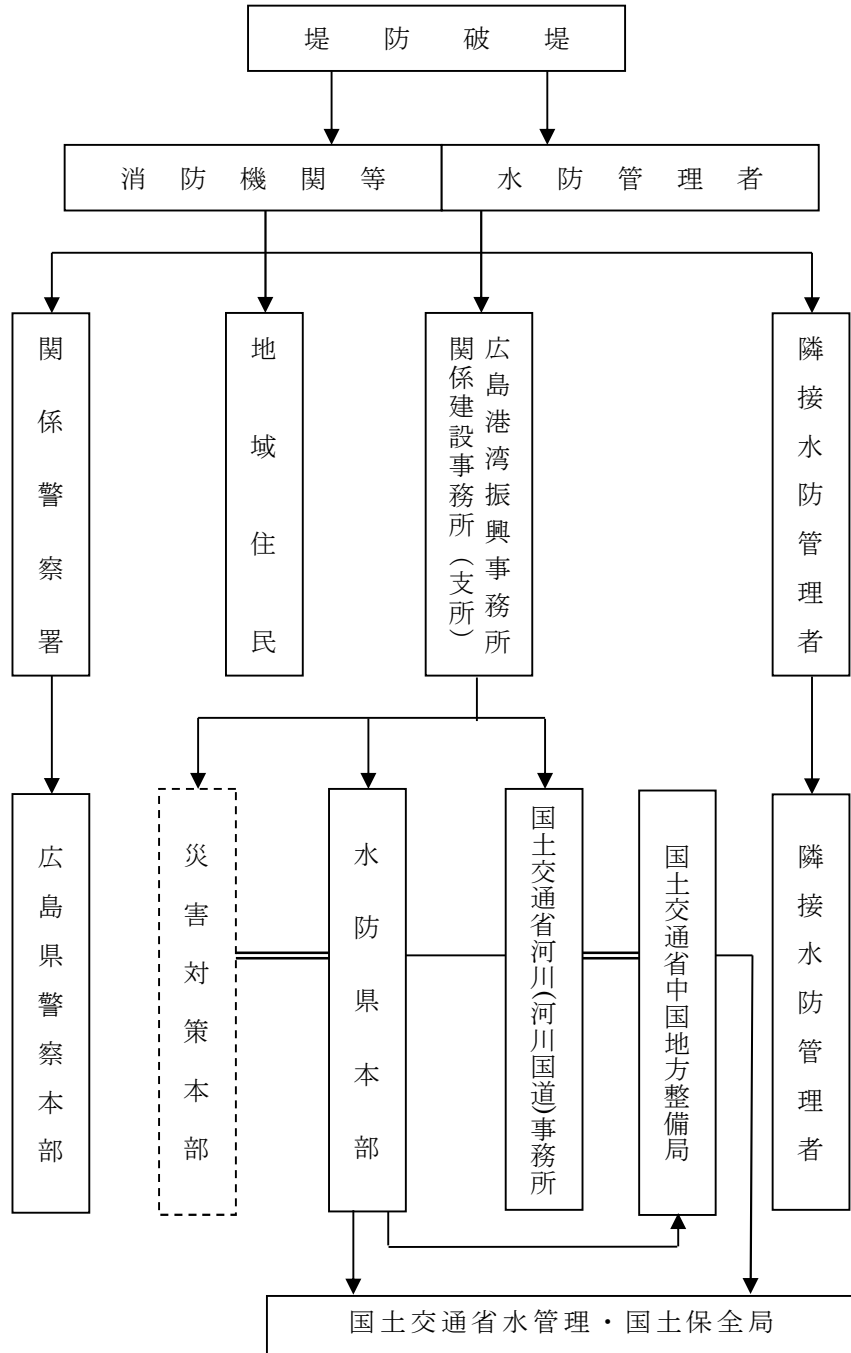 堤防破堤
消防機関等
水防管理者
関係警察署
地域住民
広島港湾振興事務所
関係建設事務所（支所）
隣接水防管理者
広島県警察本部
災害対策本部
水防県本部
国土交通省河川(河川国道)事務所
国土交通省中国地方整備局
隣接水防管理者
国土交通省水管理・国土保全局